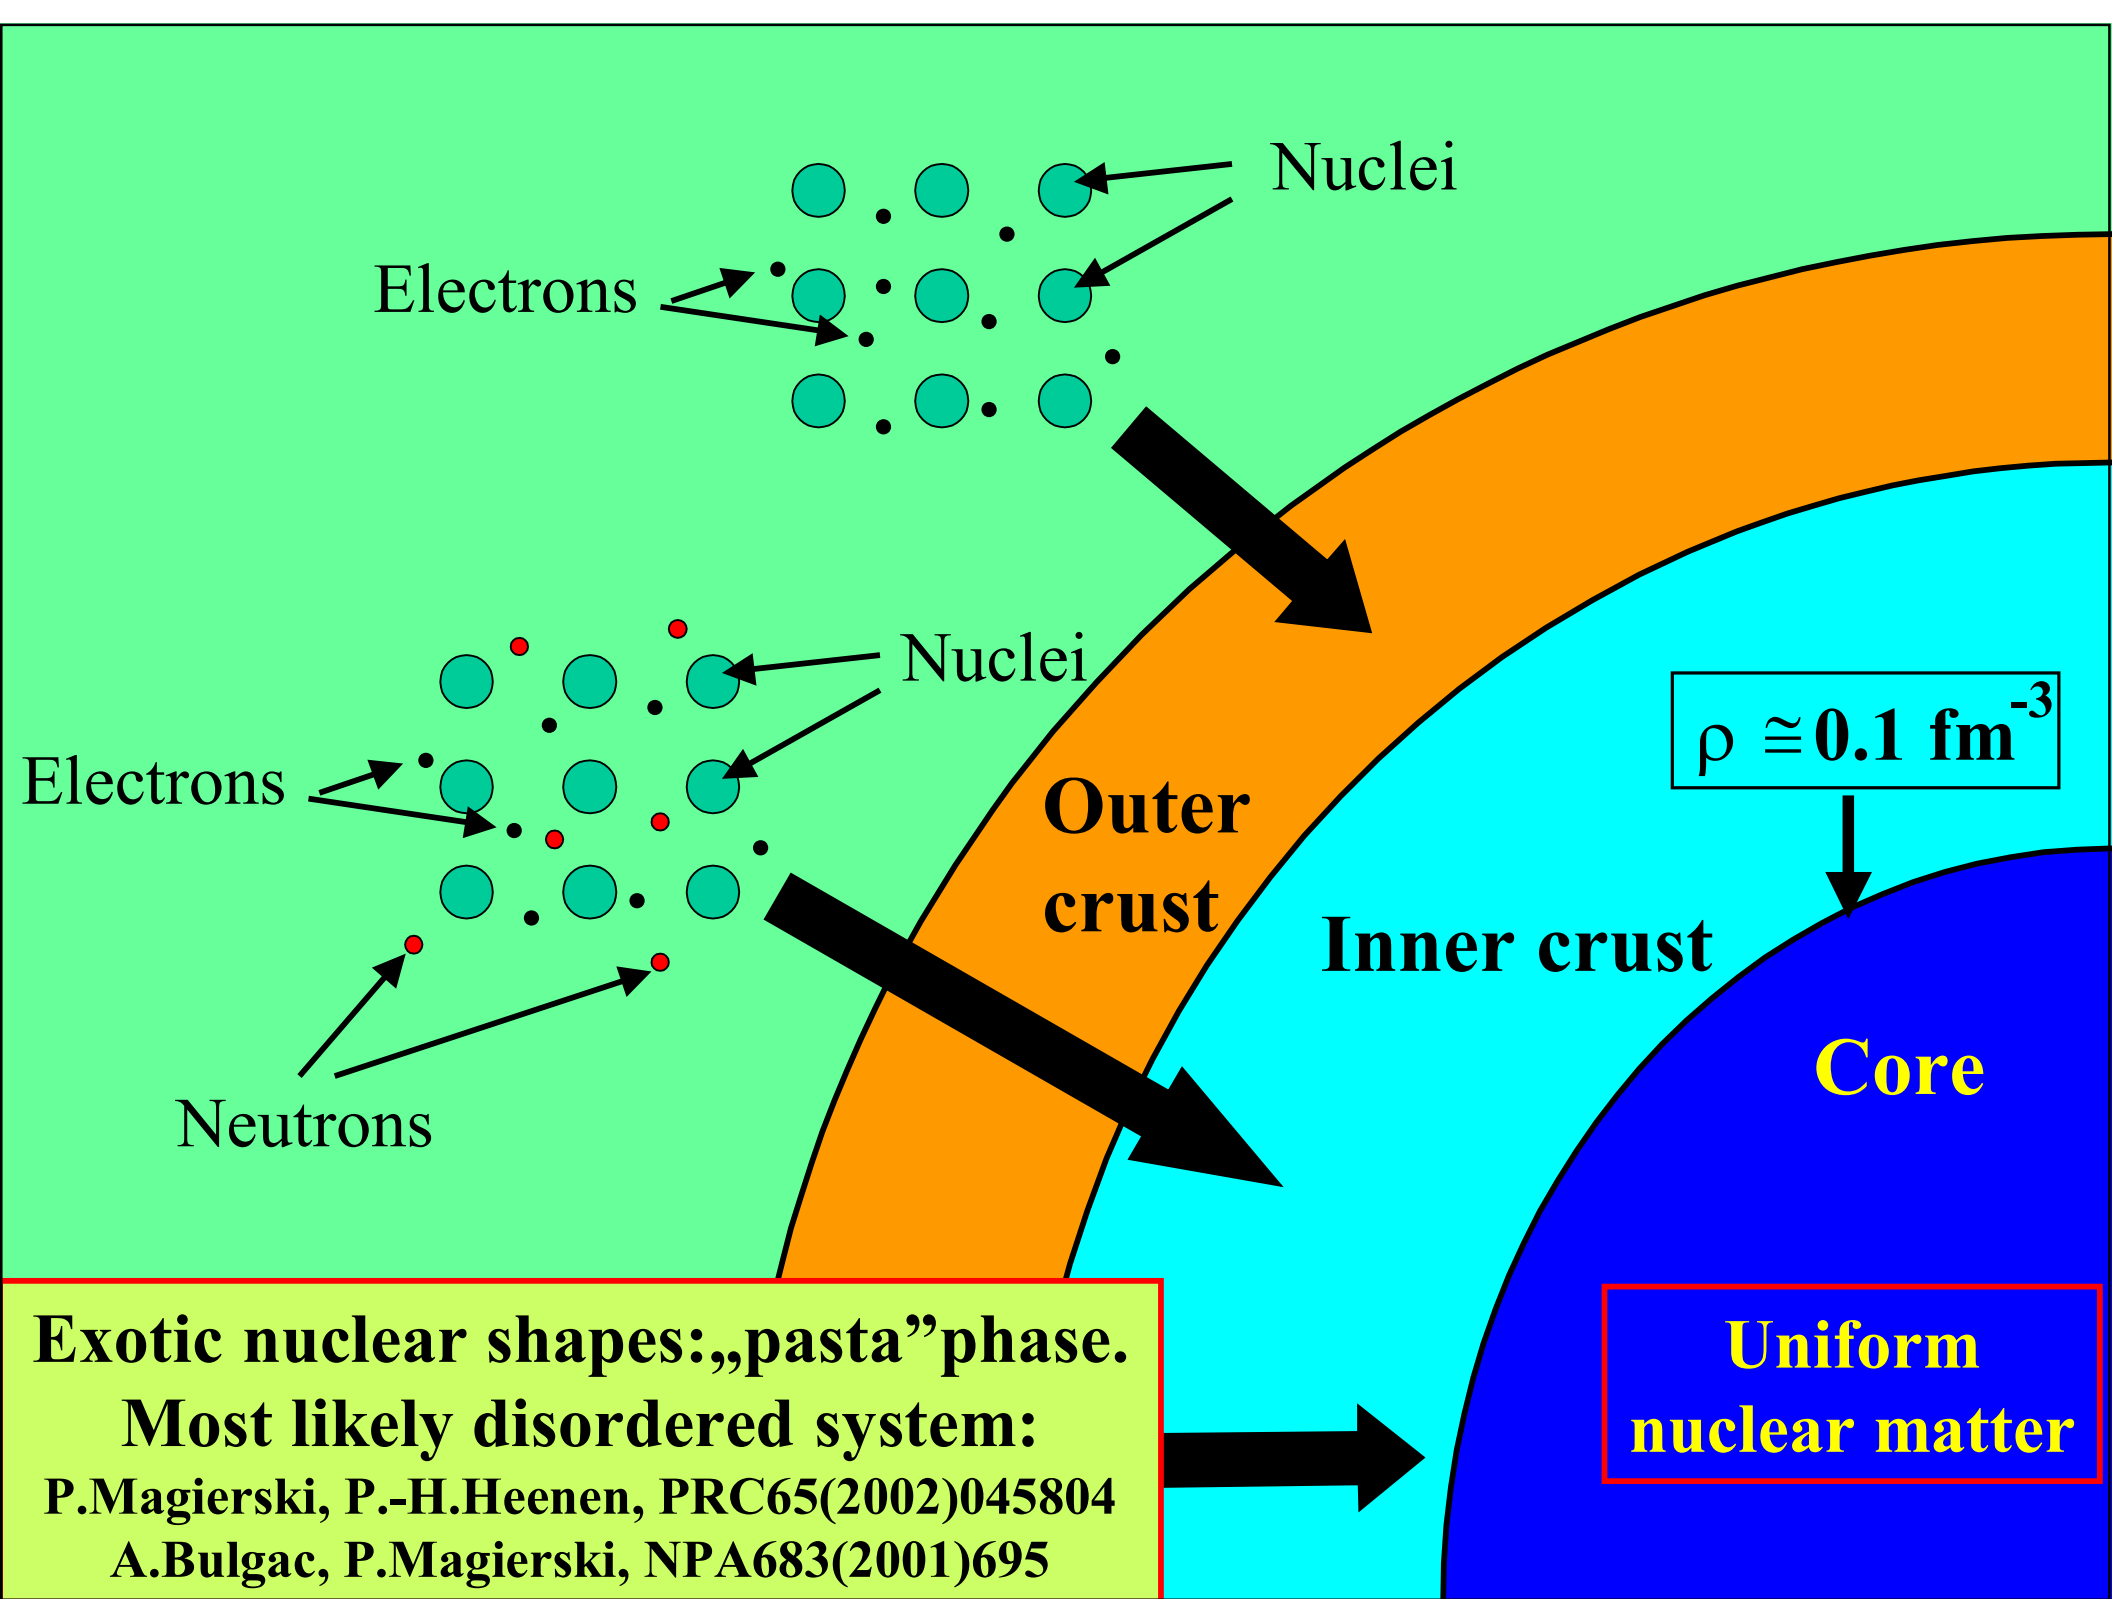 Nuclei
Electrons
Nuclei
Electrons
Neutrons
Outer
crust
Inner crust
ρ ≅ 0.1 fm⁻³
Core
Uniform
nuclear matter
Exotic nuclear shapes:„pasta”phase.
Most likely disordered system:
P.Magierski, P.-H.Heenen, PRC65(2002)045804
A.Bulgac, P.Magierski, NPA683(2001)695